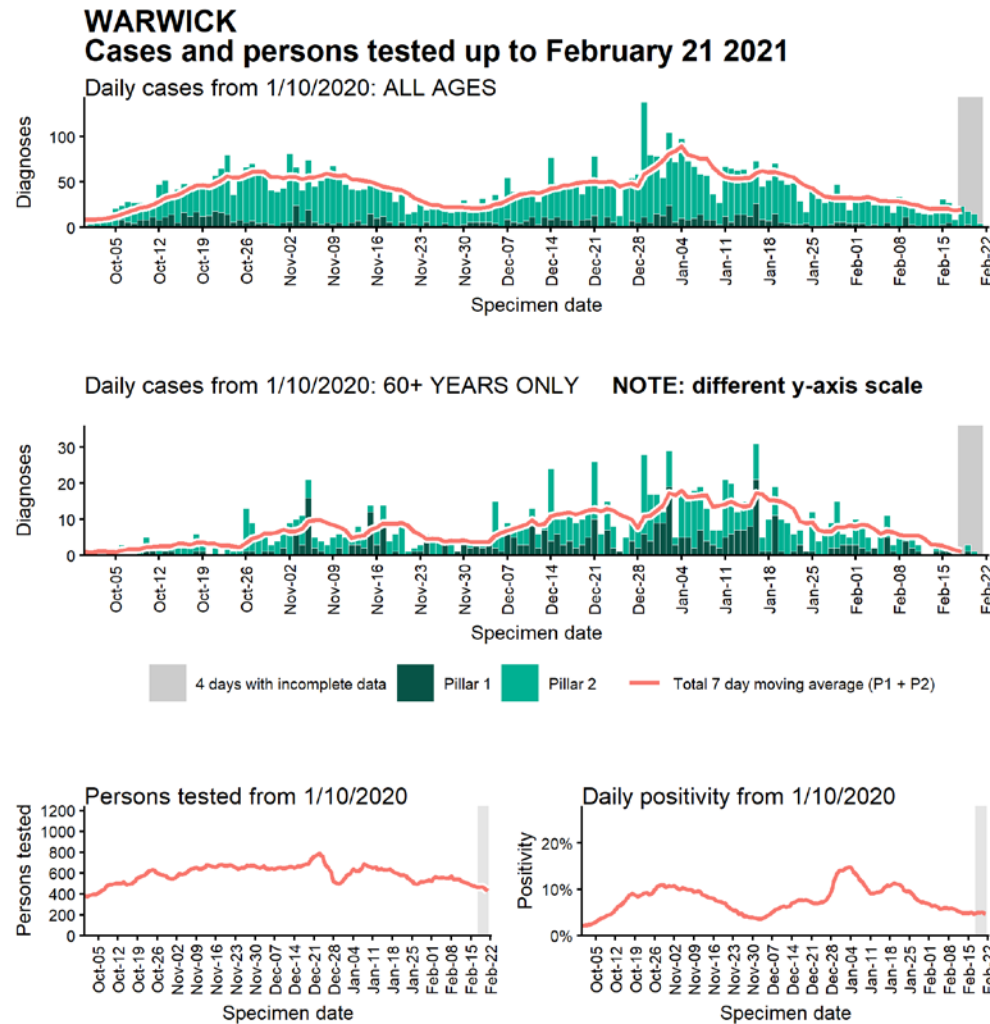 WARWICK
Cases and persons tested up to February 21 2021
Daily cases from 1/10/2020: ALL AGES
Diagnoses
100
50
0
Oct-05 Oct-12 Oct-19 Oct-26 Nov-02 Nov-09 Nov-16 Nov-23 Nov-30 Dec-07 Dec-14 Dec-21 Dec-28 Jan-04 Jan-11 Jan-18 Jan-25 Feb-01 Feb-08 Feb-15 Feb-22
Specimen date
Daily cases from 1/10/2020: 60+ YEARS ONLY NOTE: different y-axis scale
Diagnoses
30
20
10
0
Oct-05 Oct-12 Oct-19 Oct-26 Nov-02 Nov-09 Nov-16 Nov-23 Nov-30 Dec-07 Dec-14 Dec-21 Dec-28 Jan-04 Jan-11 Jan-18 Jan-25 Feb-01 Feb-08 Feb-15 Feb-22
Specimen date
4 days with incomplete data Pillar 1 Pillar 2 Total 7 day moving average (P1 + P2)
Persons tested from 1/10/2020
Persons tested
1200
1000
800
600
400
200
0
Oct-05 Oct-12 Oct-19 Oct-26 Nov-02 Nov-09 Nov-16 Nov-23 Nov-30 Dec-07 Dec-14 Dec-21 Dec-28 Jan-04 Jan-11 Jan-18 Jan-25 Feb-01 Feb-08 Feb-15 Feb-22
Specimen date
Daily positivity from 1/10/2020
Positivity
20%
10%
0%
Oct-05 Oct-12 Oct-19 Oct-26 Nov-02 Nov-09 Nov-16 Nov-23 Nov-30 Dec-07 Dec-14 Dec-21 Dec-28 Jan-04 Jan-11 Jan-18 Jan-25 Feb-01 Feb-08 Feb-15 Feb-22
Specimen date